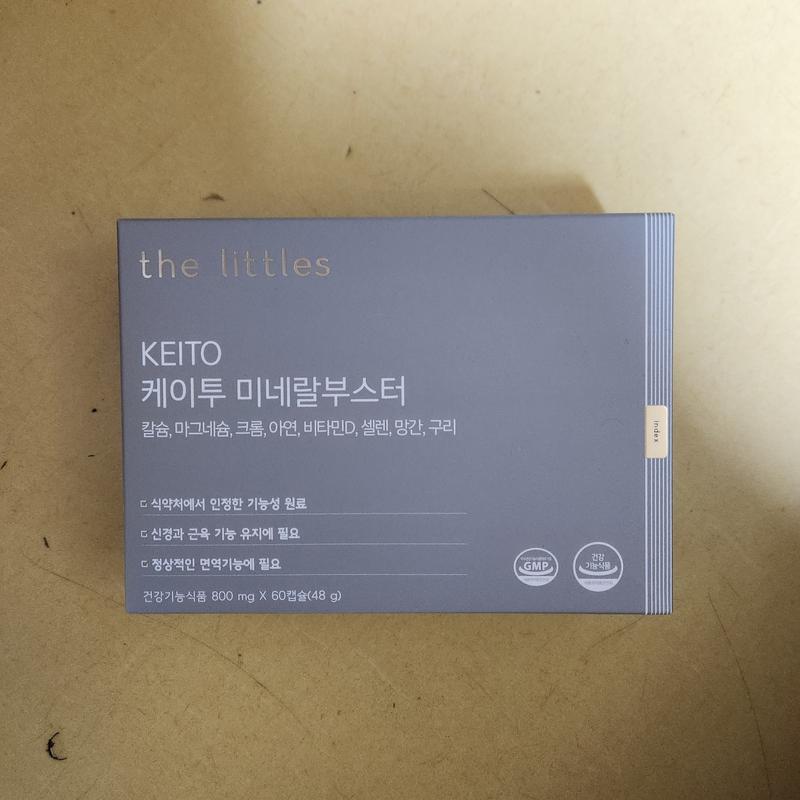 the littles
KEITO
케이투 미네랄부스터
칼슘, 마그네슘, 크롬, 아연, 비타민D, 셀렌, 망간, 구리
index
식약처에서 인정한 기능성 원료
신경과 근육 기능 유지에 필요
정상적인 면역기능에 필요
GMP
건강
기능식품
건강기능식품 800 mg X 60캡슐(48 g)